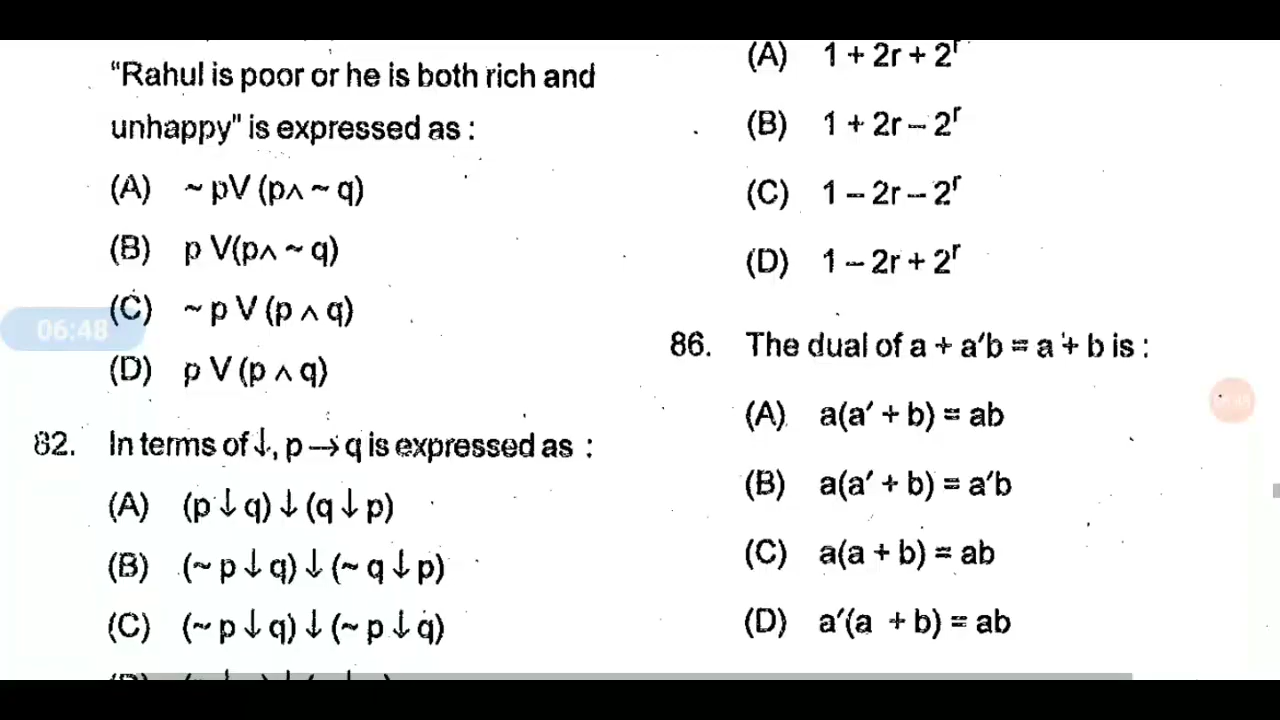 "Rahul is poor or he is both rich and
unhappy" is expressed as :
(A) ~ pV (p∧ ~ q)
(B) p V(p∧ ~ q)
(C) ~ p V (p ∧ q)
(D) p V (p ∧ q)
82. In terms of ↓, p → q is expressed as :
(A) (p ↓ q) ↓ (q ↓ p)
(B) (~ p ↓ q) ↓ (~ q ↓ p)
(C) (~ p ↓ q) ↓ (~ p ↓ q)
(A) 1 + 2r + 2ʳ
(B) 1 + 2r – 2ʳ
(C) 1 – 2r – 2ʳ
(D) 1 – 2r + 2ʳ
86. The dual of a + a′b = a + b is :
(A) a(a′ + b) = ab
(B) a(a′ + b) = a′b
(C) a(a + b) = ab
(D) a′(a + b) = ab
06:48